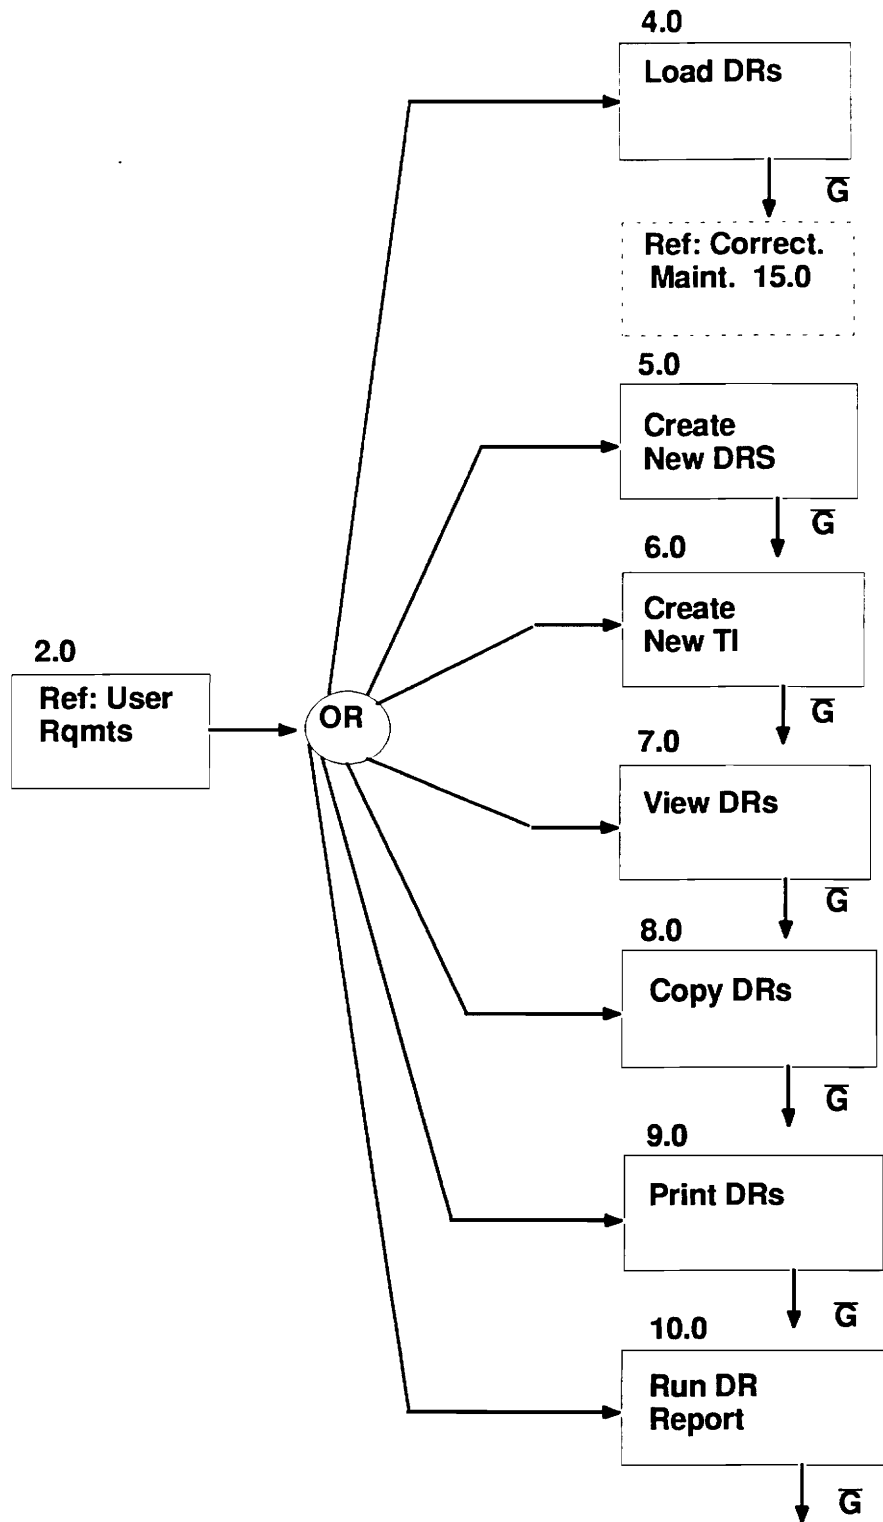 4.0
Load DRs
G̅
Ref: Correct.
Maint. 15.0
5.0
Create
New DRS
G̅
6.0
Create
New TI
G̅
2.0
Ref: User
Rqmts
OR
7.0
View DRs
G̅
8.0
Copy DRs
G̅
9.0
Print DRs
G̅
10.0
Run DR
Report
G̅